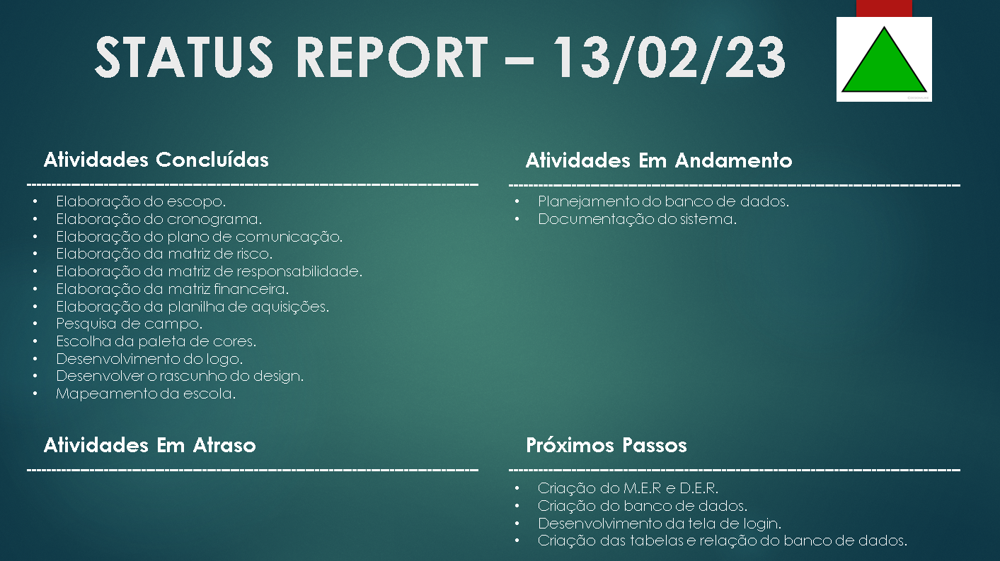 STATUS REPORT – 13/02/23
Atividades Concluídas
Elaboração do escopo.
Elaboração do cronograma.
Elaboração do plano de comunicação.
Elaboração da matriz de risco.
Elaboração da matriz de responsabilidade.
Elaboração da matriz financeira.
Elaboração da planilha de aquisições.
Pesquisa de campo.
Escolha da paleta de cores.
Desenvolvimento do logo.
Desenvolver o rascunho do design.
Mapeamento da escola.
Atividades Em Andamento
Planejamento do banco de dados.
Documentação do sistema.
Atividades Em Atraso
Próximos Passos
Criação do M.E.R e D.E.R.
Criação do banco de dados.
Desenvolvimento da tela de login.
Criação das tabelas e relação do banco de dados.